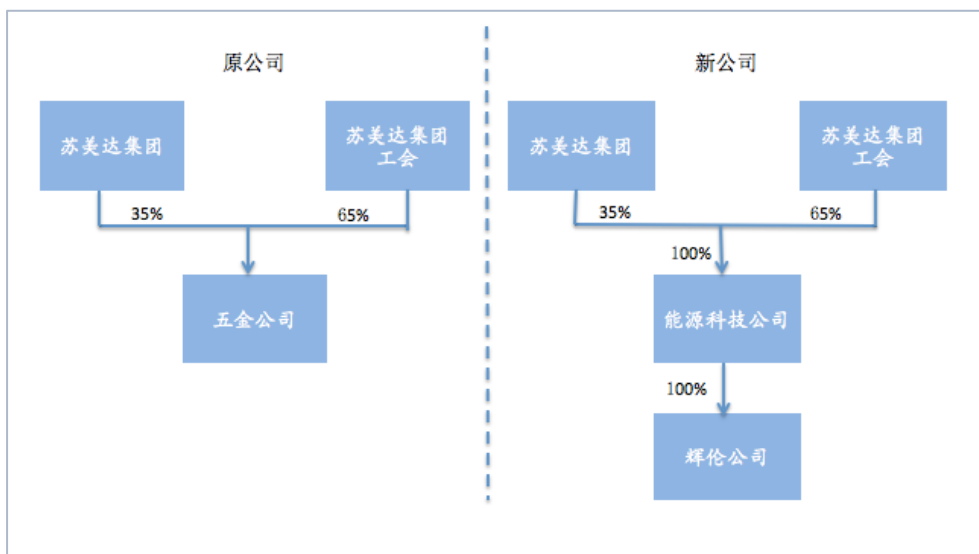 原公司
新公司
苏美达集团
苏美达集团
工会
苏美达集团
苏美达集团
工会
35%
65%
35%
65%
100%
五金公司
能源科技公司
100%
辉伦公司